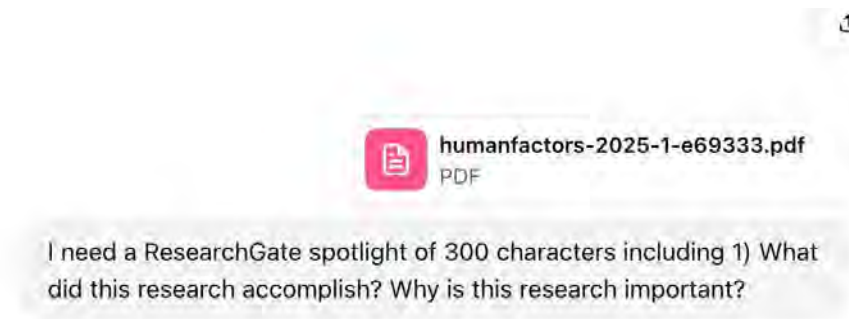 humanfactors-2025-1-e69333.pdf
PDF
I need a ResearchGate spotlight of 300 characters including 1) What
did this research accomplish? Why is this research important?